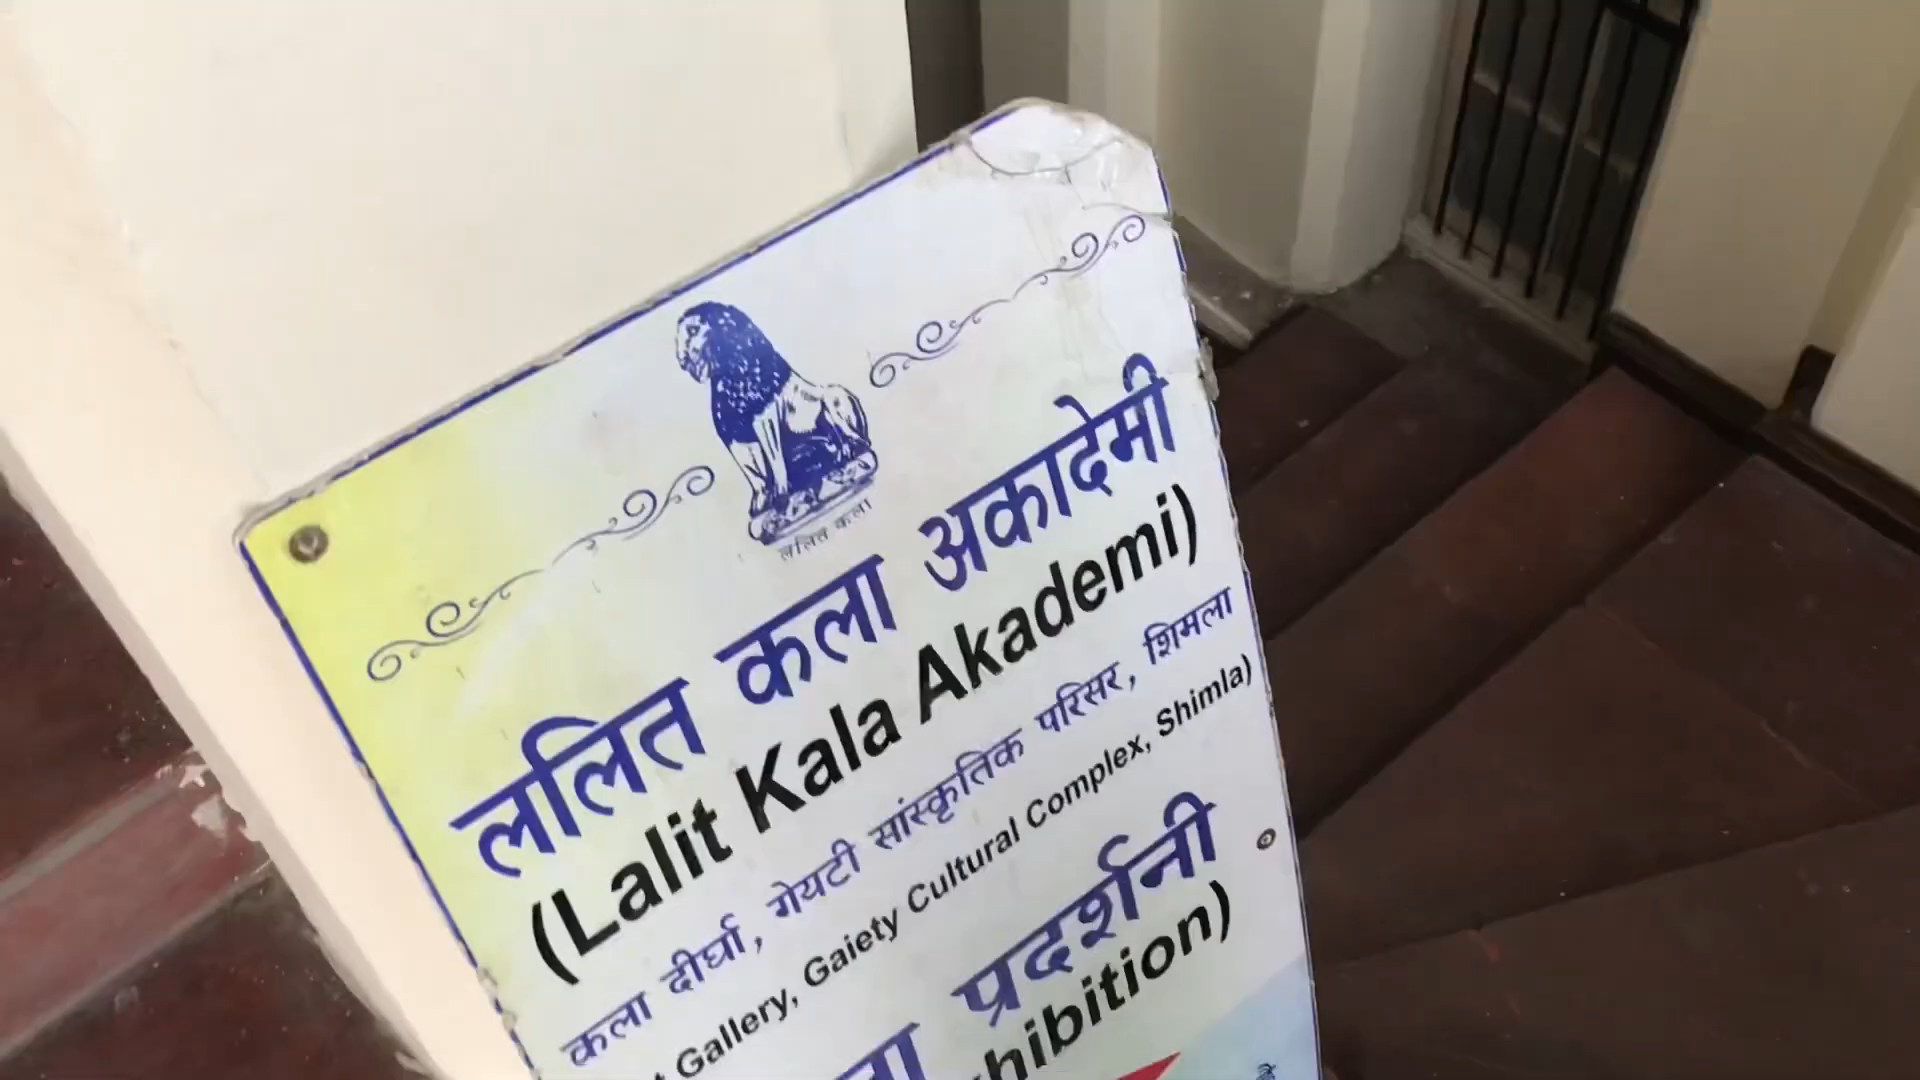 ललित कला
ललित कला अकादेमी
(Lalit Kala Akademi)
कला दीर्घा, गेयटी सांस्कृतिक परिसर, शिमला
Gallery, Gaiety Cultural Complex, Shimla)
प्रदर्शनी